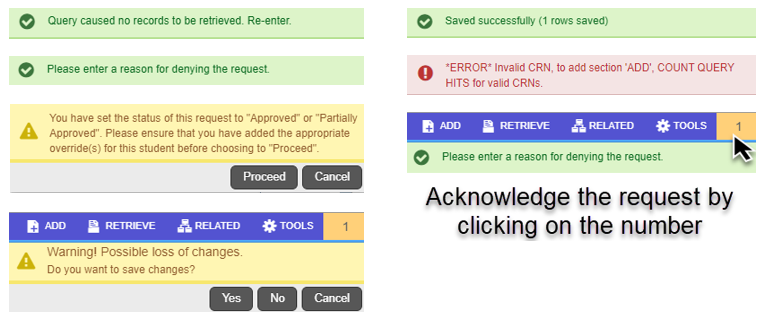 Query caused no records to be retrieved. Re-enter.
Please enter a reason for denying the request.
You have set the status of this request to "Approved" or "Partially
Approved". Please ensure that you have added the appropriate
override(s) for this student before choosing to "Proceed".
Proceed Cancel
ADD RETRIEVE RELATED TOOLS 1
Warning! Possible loss of changes.
Do you want to save changes?
Yes No Cancel
Saved successfully (1 rows saved)
*ERROR* Invalid CRN, to add section 'ADD', COUNT QUERY
HITS for valid CRNs.
ADD RETRIEVE RELATED TOOLS 1
Please enter a reason for denying the request.
Acknowledge the request by
clicking on the number